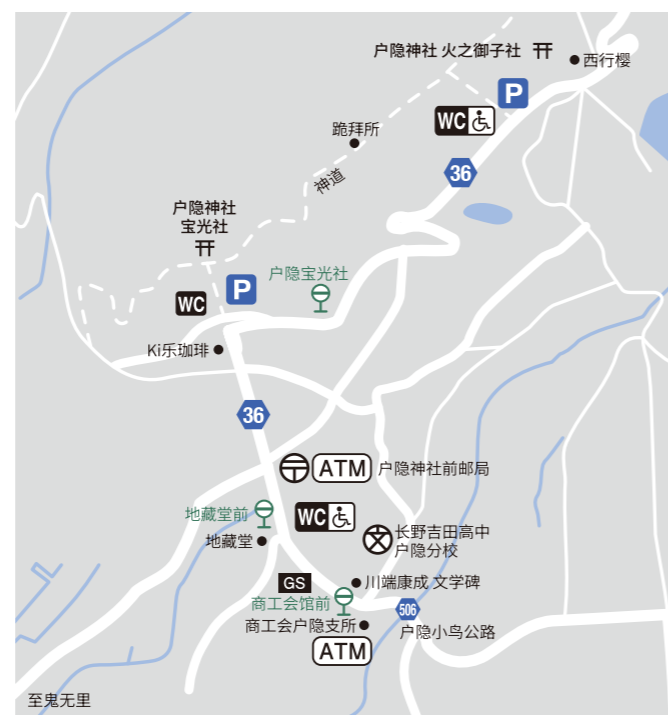 户隐神社 火之御子社
西行樱
P
WC
跪拜所
36
神道
户隐神社
宝光社
户隐宝光社
P
WC
Ki乐珈琲
36
ATM
户隐神社前邮局
地藏堂前
WC
长野吉田高中
户隐分校
地藏堂
GS
川端康成 文学碑
商工会馆前
506
商工会户隐支所
户隐小鸟公路
ATM
至鬼无里